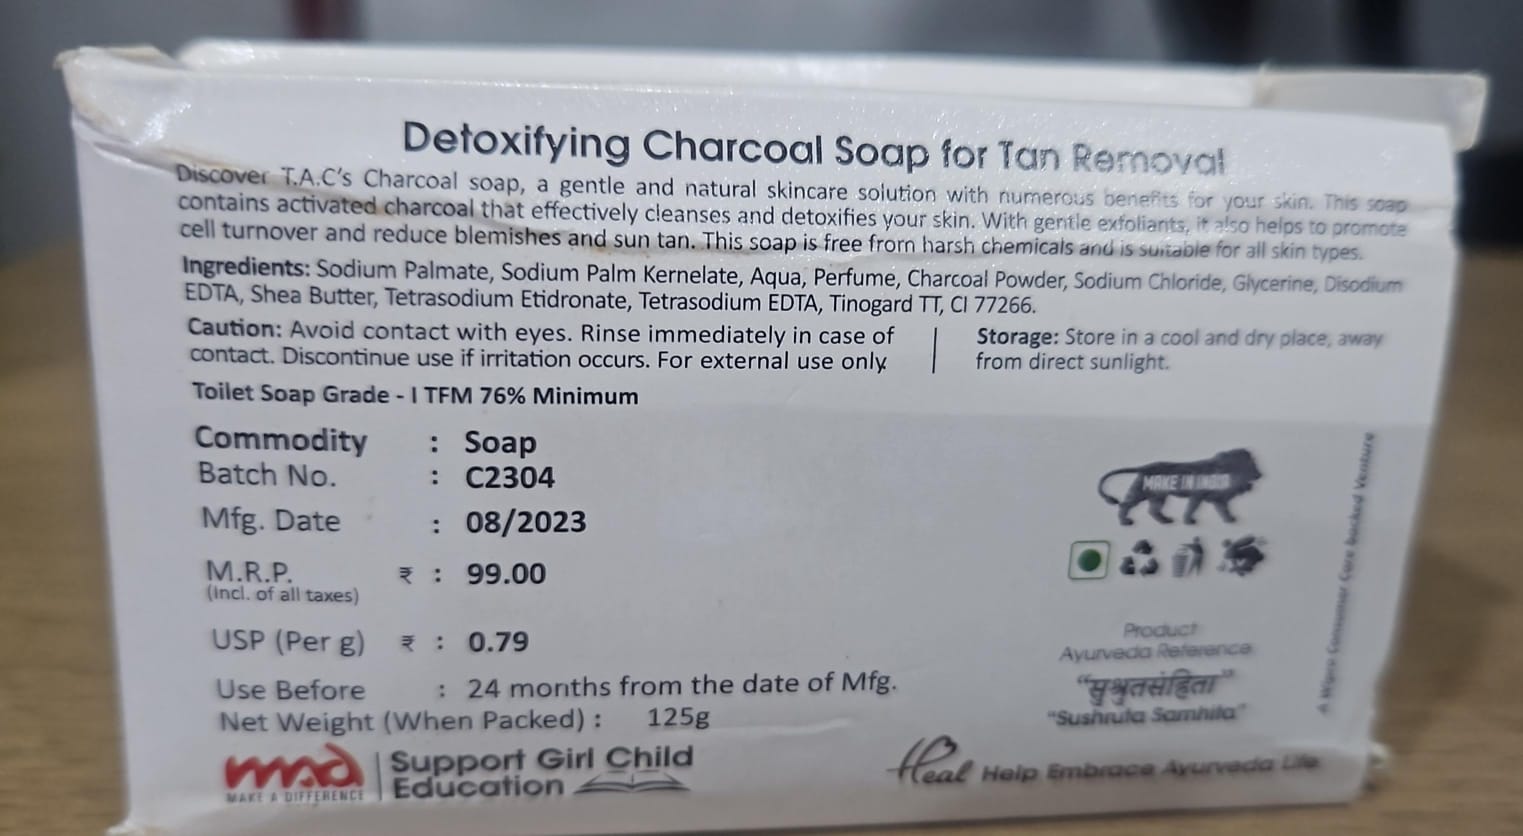 Detoxifying Charcoal Soap for Tan Removal
Discover T.A.C's Charcoal soap, a gentle and natural skincare solution with numerous benefits for your skin. This soap
contains activated charcoal that effectively cleanses and detoxifies your skin. With gentle exfoliants, it also helps to promote
cell turnover and reduce blemishes and sun tan. This soap is free from harsh chemicals and is suitable for all skin types.
Ingredients: Sodium Palmate, Sodium Palm Kernelate, Aqua, Perfume, Charcoal Powder, Sodium Chloride, Glycerine, Disodium
EDTA, Shea Butter, Tetrasodium Etidronate, Tetrasodium EDTA, Tinogard TT, CI 77266.
Caution: Avoid contact with eyes. Rinse immediately in case of
contact. Discontinue use if irritation occurs. For external use only
Storage: Store in a cool and dry place, away
from direct sunlight.
Toilet Soap Grade - I TFM 76% Minimum
Commodity : Soap
Batch No. : C2304
Mfg. Date : 08/2023
M.R.P. ₹ : 99.00
(Incl. of all taxes)
USP (Per g) ₹ : 0.79
Use Before : 24 months from the date of Mfg.
Net Weight (When Packed) : 125g
mad
MAKE A DIFFERENCE
Support Girl Child
Education
MAKE IN INDIA
Product
Ayurveda Reference
"सुश्रुतसंहिता"
"Sushruta Samhita"
Heal Help Embrace Ayurveda Life
A Wipro Consumer Care backed Venture